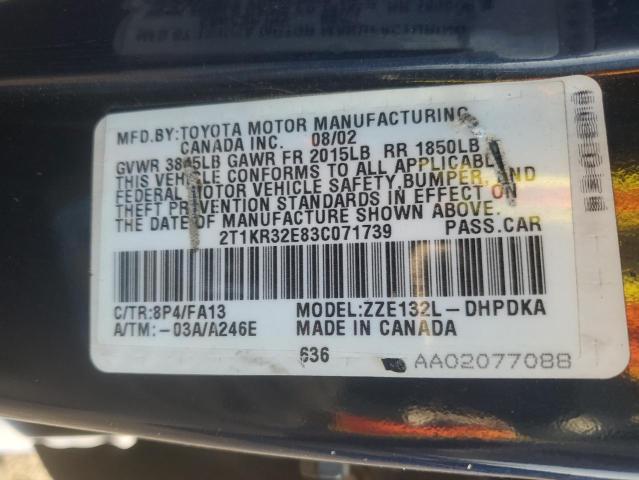 MFD.BY:TOYOTA MOTOR MANUFACTURING
CANADA INC. 08/02
GVWR 3845LB GAWR FR 2015LB RR 1850LB
THIS VEHICLE CONFORMS TO ALL APPLICABLE
FEDERAL MOTOR VEHICLE SAFETY,BUMPER, AND
THEFT PREVENTION STANDARDS IN EFFECT ON
THE DATE OF MANUFACTURE SHOWN ABOVE.
2T1KR32E83C071739 PASS.CAR
C/TR:8P4/FA13 MODEL:ZZE132L-DHPDKA
A/TM:-03A/A246E MADE IN CANADA
636
AA02077088